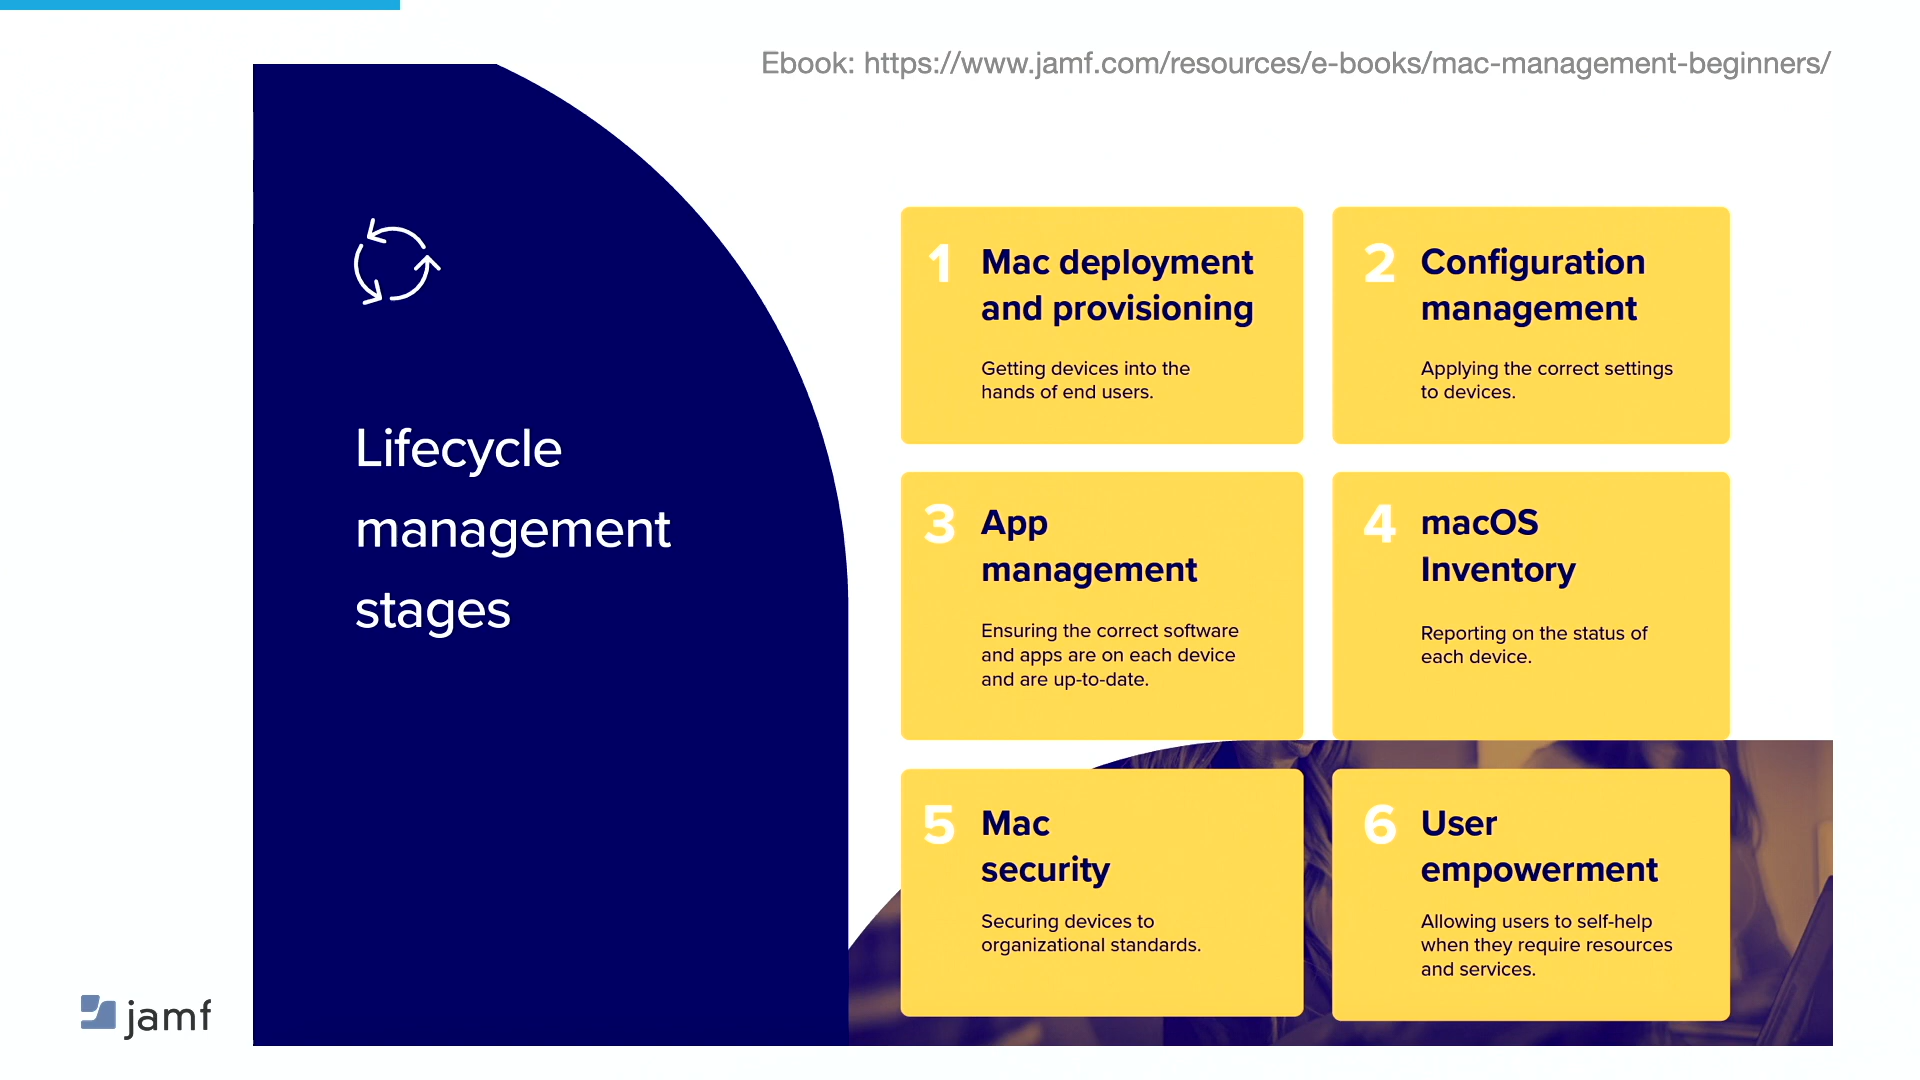 Ebook: https://www.jamf.com/resources/e-books/mac-management-beginners/
Lifecycle
management
stages
1 Mac deployment
and provisioning
Getting devices into the
hands of end users.
2 Configuration
management
Applying the correct settings
to devices.
3 App
management
Ensuring the correct software
and apps are on each device
and are up-to-date.
4 macOS
Inventory
Reporting on the status of
each device.
5 Mac
security
Securing devices to
organizational standards.
6 User
empowerment
Allowing users to self-help
when they require resources
and services.
jamf